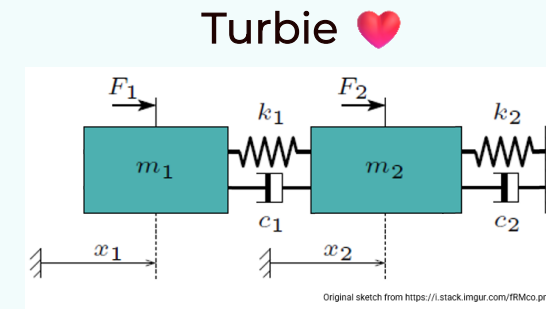 Turbie ❤️
F₁
F₂
k₁
k₂
m₁
m₂
c₁
c₂
x₁
x₂
Original sketch from https://i.stack.imgur.com/fRMco.pr